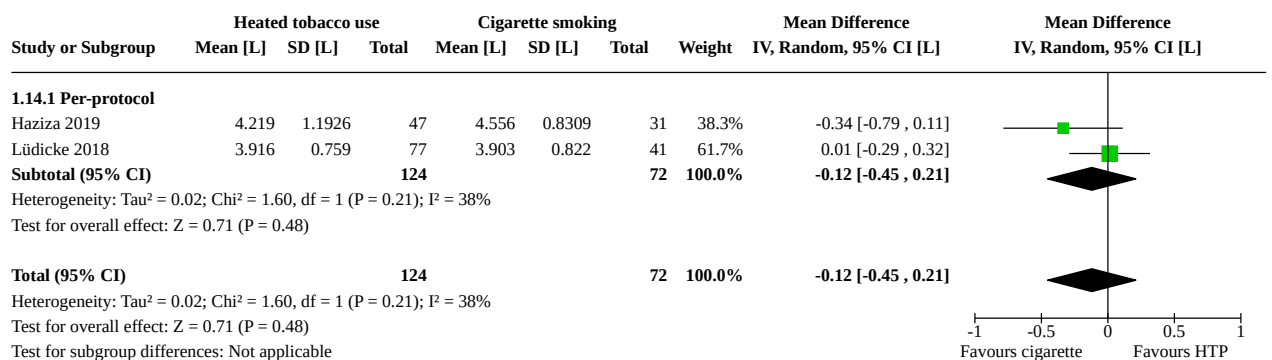 Heated tobacco use Cigarette smoking Mean Difference Mean Difference
Study or Subgroup Mean [L] SD [L] Total Mean [L] SD [L] Total Weight IV, Random, 95% CI [L] IV, Random, 95% CI [L]
1.14.1 Per-protocol
Haziza 2019 4.219 1.1926 47 4.556 0.8309 31 38.3% -0.34 [-0.79 , 0.11]
Lüdicke 2018 3.916 0.759 77 3.903 0.822 41 61.7% 0.01 [-0.29 , 0.32]
Subtotal (95% CI) 124 72 100.0% -0.12 [-0.45 , 0.21]
Heterogeneity: Tau² = 0.02; Chi² = 1.60, df = 1 (P = 0.21); I² = 38%
Test for overall effect: Z = 0.71 (P = 0.48)
Total (95% CI) 124 72 100.0% -0.12 [-0.45 , 0.21]
Heterogeneity: Tau² = 0.02; Chi² = 1.60, df = 1 (P = 0.21); I² = 38%
Test for overall effect: Z = 0.71 (P = 0.48)
-1 -0.5 0 0.5 1
Test for subgroup differences: Not applicable
Favours cigarette Favours HTP